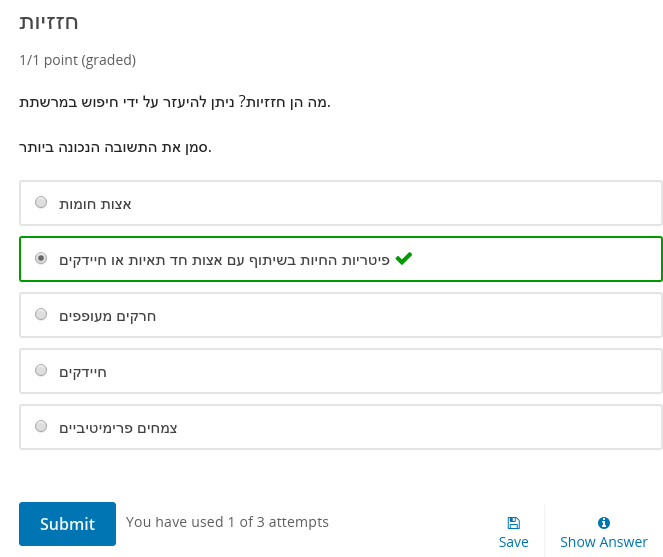 חזזיות
1/1 point (graded)
מה הן חזזיות? ניתן להיעזר על ידי חיפוש במרשתת.
סמן את התשובה הנכונה ביותר.
אצות חומות
פיטריות החיות בשיתוף עם אצות חד תאיות או חיידקים
חרקים מעופפים
חיידקים
צמחים פרימיטיביים
Submit You have used 1 of 3 attempts
Save Show Answer